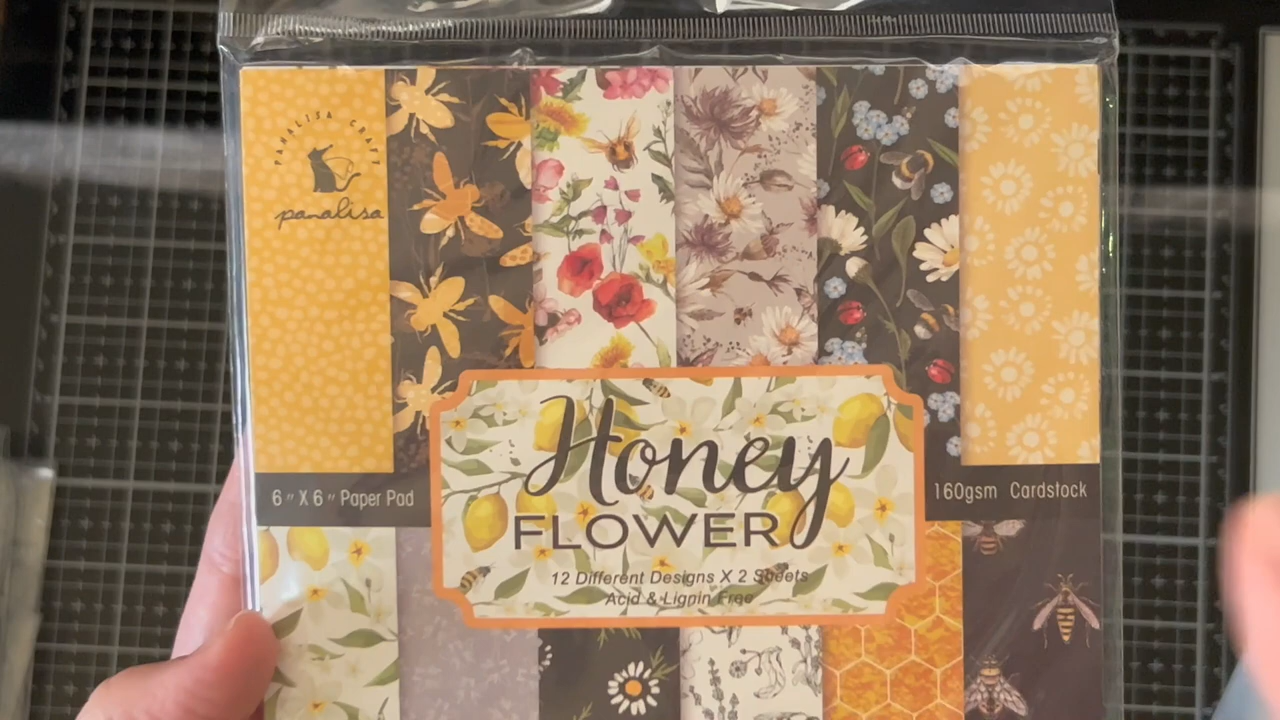 PANALISA CRAFT
panalisa
6" X 6" Paper Pad
160gsm Cardstock
Honey
FLOWER
12 Different Designs X 2 Sheets
Acid & Lignin Free